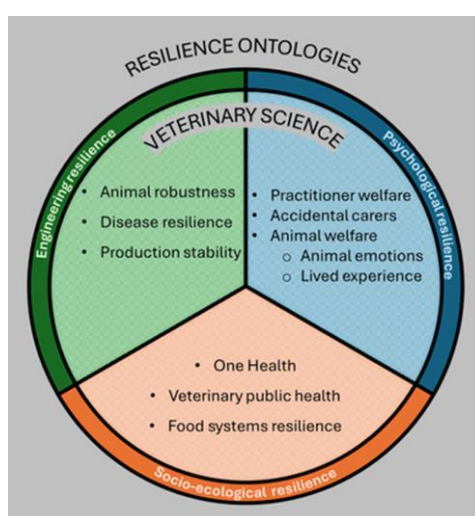 RESILIENCE ONTOLOGIES
VETERINARY SCIENCE
Engineering resilience
• Animal robustness
• Disease resilience
• Production stability
Psychological resilience
• Practitioner welfare
• Accidental carers
• Animal welfare
o Animal emotions
o Lived experience
• One Health
• Veterinary public health
• Food systems resilience
Socio-ecological resilience